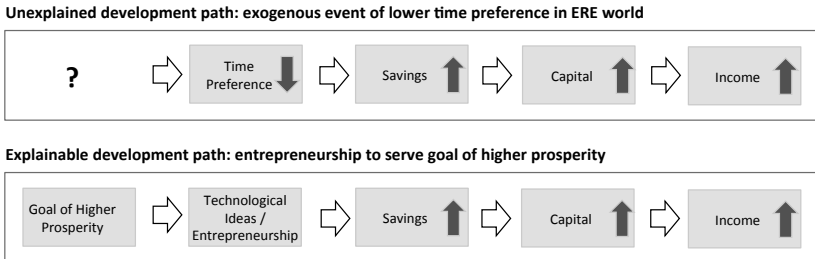 Unexplained development path: exogenous event of lower time preference in ERE world
?
Time
Preference
Savings
Capital
Income
Explainable development path: entrepreneurship to serve goal of higher prosperity
Goal of Higher
Prosperity
Technological
Ideas /
Entrepreneurship
Savings
Capital
Income